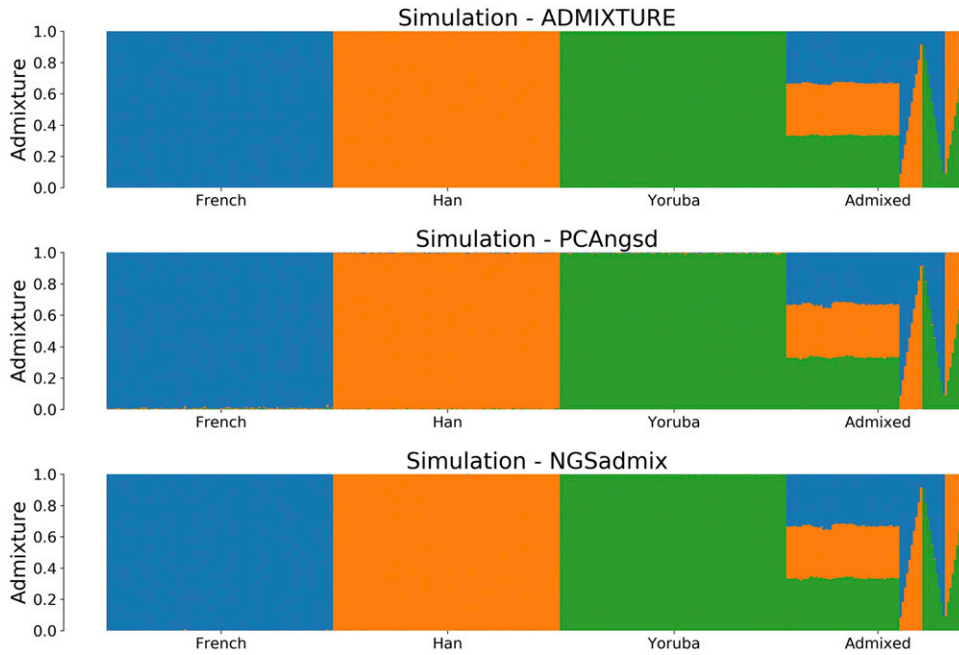 Simulation - ADMIXTURE
Admixture
1.0
0.8
0.6
0.4
0.2
0.0
French Han Yoruba Admixed
Simulation - PCAngsd
Admixture
1.0
0.8
0.6
0.4
0.2
0.0
French Han Yoruba Admixed
Simulation - NGSadmix
Admixture
1.0
0.8
0.6
0.4
0.2
0.0
French Han Yoruba Admixed